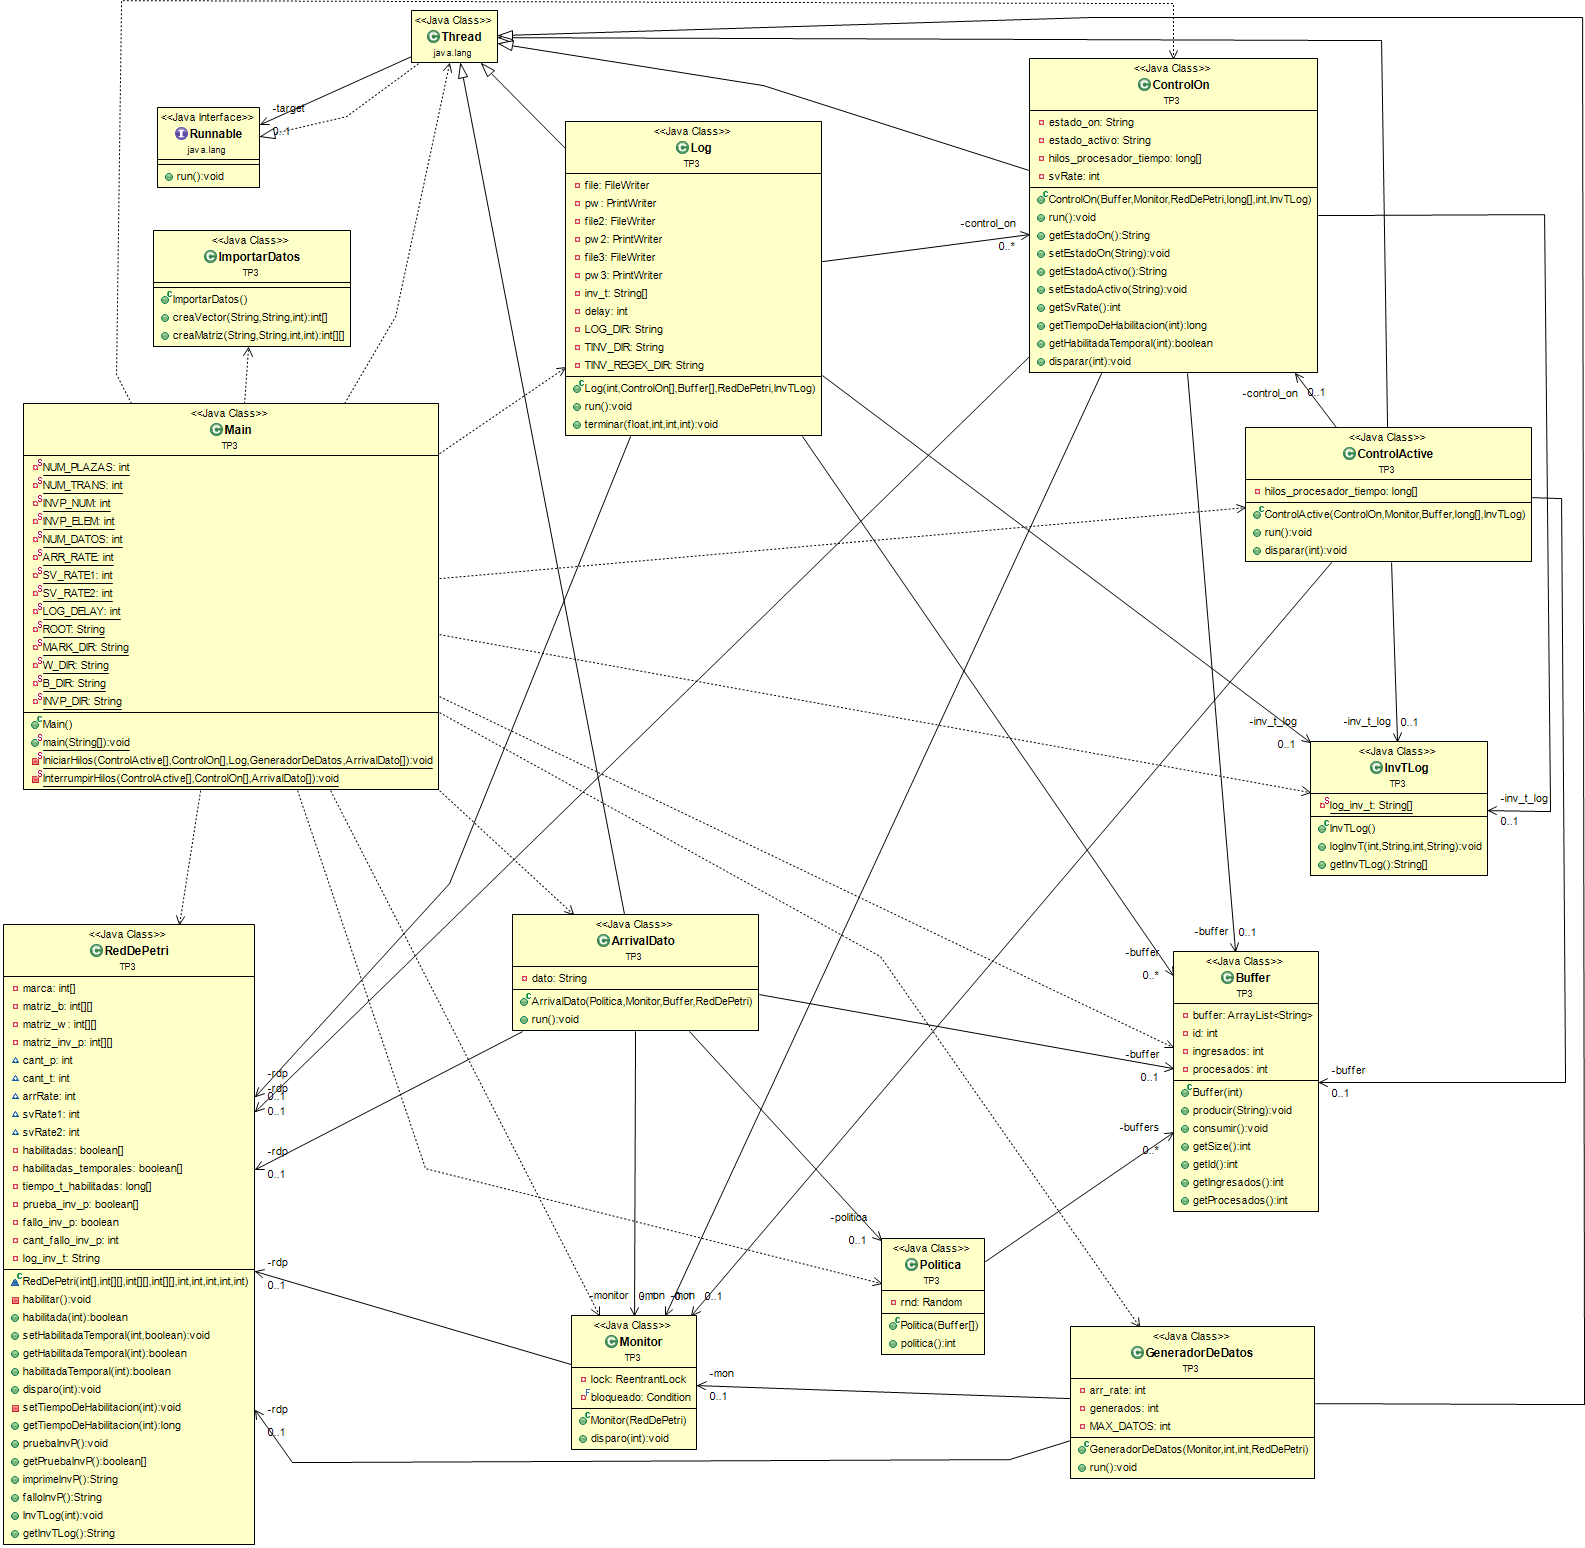 <<Java Class>>
Thread
java.lang
-target
0..1
<<Java Interface>>
Runnable
java.lang
run():void
<<Java Class>>
ImportarDatos
TP3
ImportarDatos()
creaVector(String,String,int):int[]
creaMatriz(String,String,int,int):int[][]
<<Java Class>>
Log
TP3
file: FileWriter
pw: PrintWriter
file2: FileWriter
pw2: PrintWriter
file3: FileWriter
pw3: PrintWriter
inv_t: String[]
delay: int
LOG_DIR: String
TINV_DIR: String
TINV_REGEX_DIR: String
Log(int,ControlOn[],Buffer[],RedDePetri,InvTLog)
run():void
terminar(float,int,int,int):void
-control_on
0..*
<<Java Class>>
ControlOn
TP3
estado_on: String
estado_activo: String
hilos_procesador_tiempo: long[]
svRate: int
ControlOn(Buffer,Monitor,RedDePetri,long[],int,InvTLog)
run():void
getEstadoOn():String
setEstadoOn(String):void
getEstadoActivo():String
setEstadoActivo(String):void
getSvRate():int
getTiempoDeHabilitacion(int):long
getHabilitadaTemporal(int):boolean
disparar(int):void
-control_on
0..1
<<Java Class>>
ControlActive
TP3
hilos_procesador_tiempo: long[]
ControlActive(ControlOn,Monitor,Buffer,long[],InvTLog)
run():void
disparar(int):void
<<Java Class>>
Main
TP3
NUM_PLAZAS: int
NUM_TRANS: int
INVP_NUM: int
INVP_ELEM: int
NUM_DATOS: int
ARR_RATE: int
SV_RATE1: int
SV_RATE2: int
LOG_DELAY: int
ROOT: String
MARK_DIR: String
W_DIR: String
B_DIR: String
INVP_DIR: String
Main()
main(String[]):void
IniciarHilos(ControlActive[],ControlOn[],Log,GeneradorDeDatos,ArrivalDato[]):void
InterrumpirHilos(ControlActive[],ControlOn[],ArrivalDato[]):void
-inv_t_log
0..1
-inv_t_log
0..1
-inv_t_log
0..1
<<Java Class>>
InvTLog
TP3
log_inv_t: String[]
InvTLog()
logInvT(int,String,int,String):void
getInvTLog():String[]
<<Java Class>>
RedDePetri
TP3
marca: int[]
matriz_b: int[][]
matriz_w: int[][]
matriz_inv_p: int[][]
cant_p: int
cant_t: int
arrRate: int
svRate1: int
svRate2: int
habilitadas: boolean[]
habilitadas_temporales: boolean[]
tiempo_t_habilitadas: long[]
prueba_inv_p: boolean[]
fallo_inv_p: boolean
cant_fallo_inv_p: int
log_inv_t: String
RedDePetri(int[],int[][],int[][],int[][],int,int,int,int,int)
habilitar():void
habilitada(int):boolean
setHabilitadaTemporal(int,boolean):void
getHabilitadaTemporal(int):boolean
habilitadaTemporal(int):boolean
disparo(int):void
setTiempoDeHabilitacion(int):void
getTiempoDeHabilitacion(int):long
pruebaInvP():void
getPruebaInvP():boolean[]
imprimeInvP():String
falloInvP():String
InvTLog(int):void
getInvTLog():String
-rdp
0..1
-rdp
0..1
-rdp
0..1
-rdp
0..1
-rdp
0..1
<<Java Class>>
ArrivalDato
TP3
dato: String
ArrivalDato(Politica,Monitor,Buffer,RedDePetri)
run():void
-buffer
0..*
-buffer
0..1
-buffer
0..1
-buffer
0..1
-buffers
0..*
<<Java Class>>
Buffer
TP3
buffer: ArrayList<String>
id: int
ingresados: int
procesados: int
Buffer(int)
producir(String):void
consumir():void
getSize():int
getId():int
getIngresados():int
getProcesados():int
-politica
0..1
<<Java Class>>
Politica
TP3
rnd: Random
Politica(Buffer[])
politica():int
-monitor
0..1
-mon
0..1
-mon
0..1
<<Java Class>>
Monitor
TP3
lock: ReentrantLock
bloqueado: Condition
Monitor(RedDePetri)
disparo(int):void
-mon
0..1
<<Java Class>>
GeneradorDeDatos
TP3
arr_rate: int
generados: int
MAX_DATOS: int
GeneradorDeDatos(Monitor,int,int,RedDePetri)
run():void